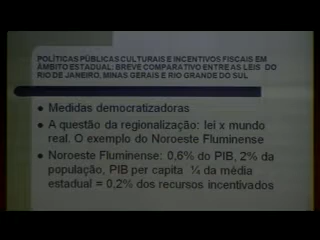 POLÍTICAS PÚBLICAS CULTURAIS E INCENTIVOS FISCAIS EM
ÂMBITO ESTADUAL: BREVE COMPARATIVO ENTRE AS LEIS DO
RIO DE JANEIRO, MINAS GERAIS E RIO GRANDE DO SUL
Medidas democratizadoras
A questão da regionalização: lei x mundo
real. O exemplo do Noroeste Fluminense
Noroeste Fluminense: 0,6% do PIB, 2% da
população, PIB per capita ¼ da média
estadual = 0,2% dos recursos incentivados